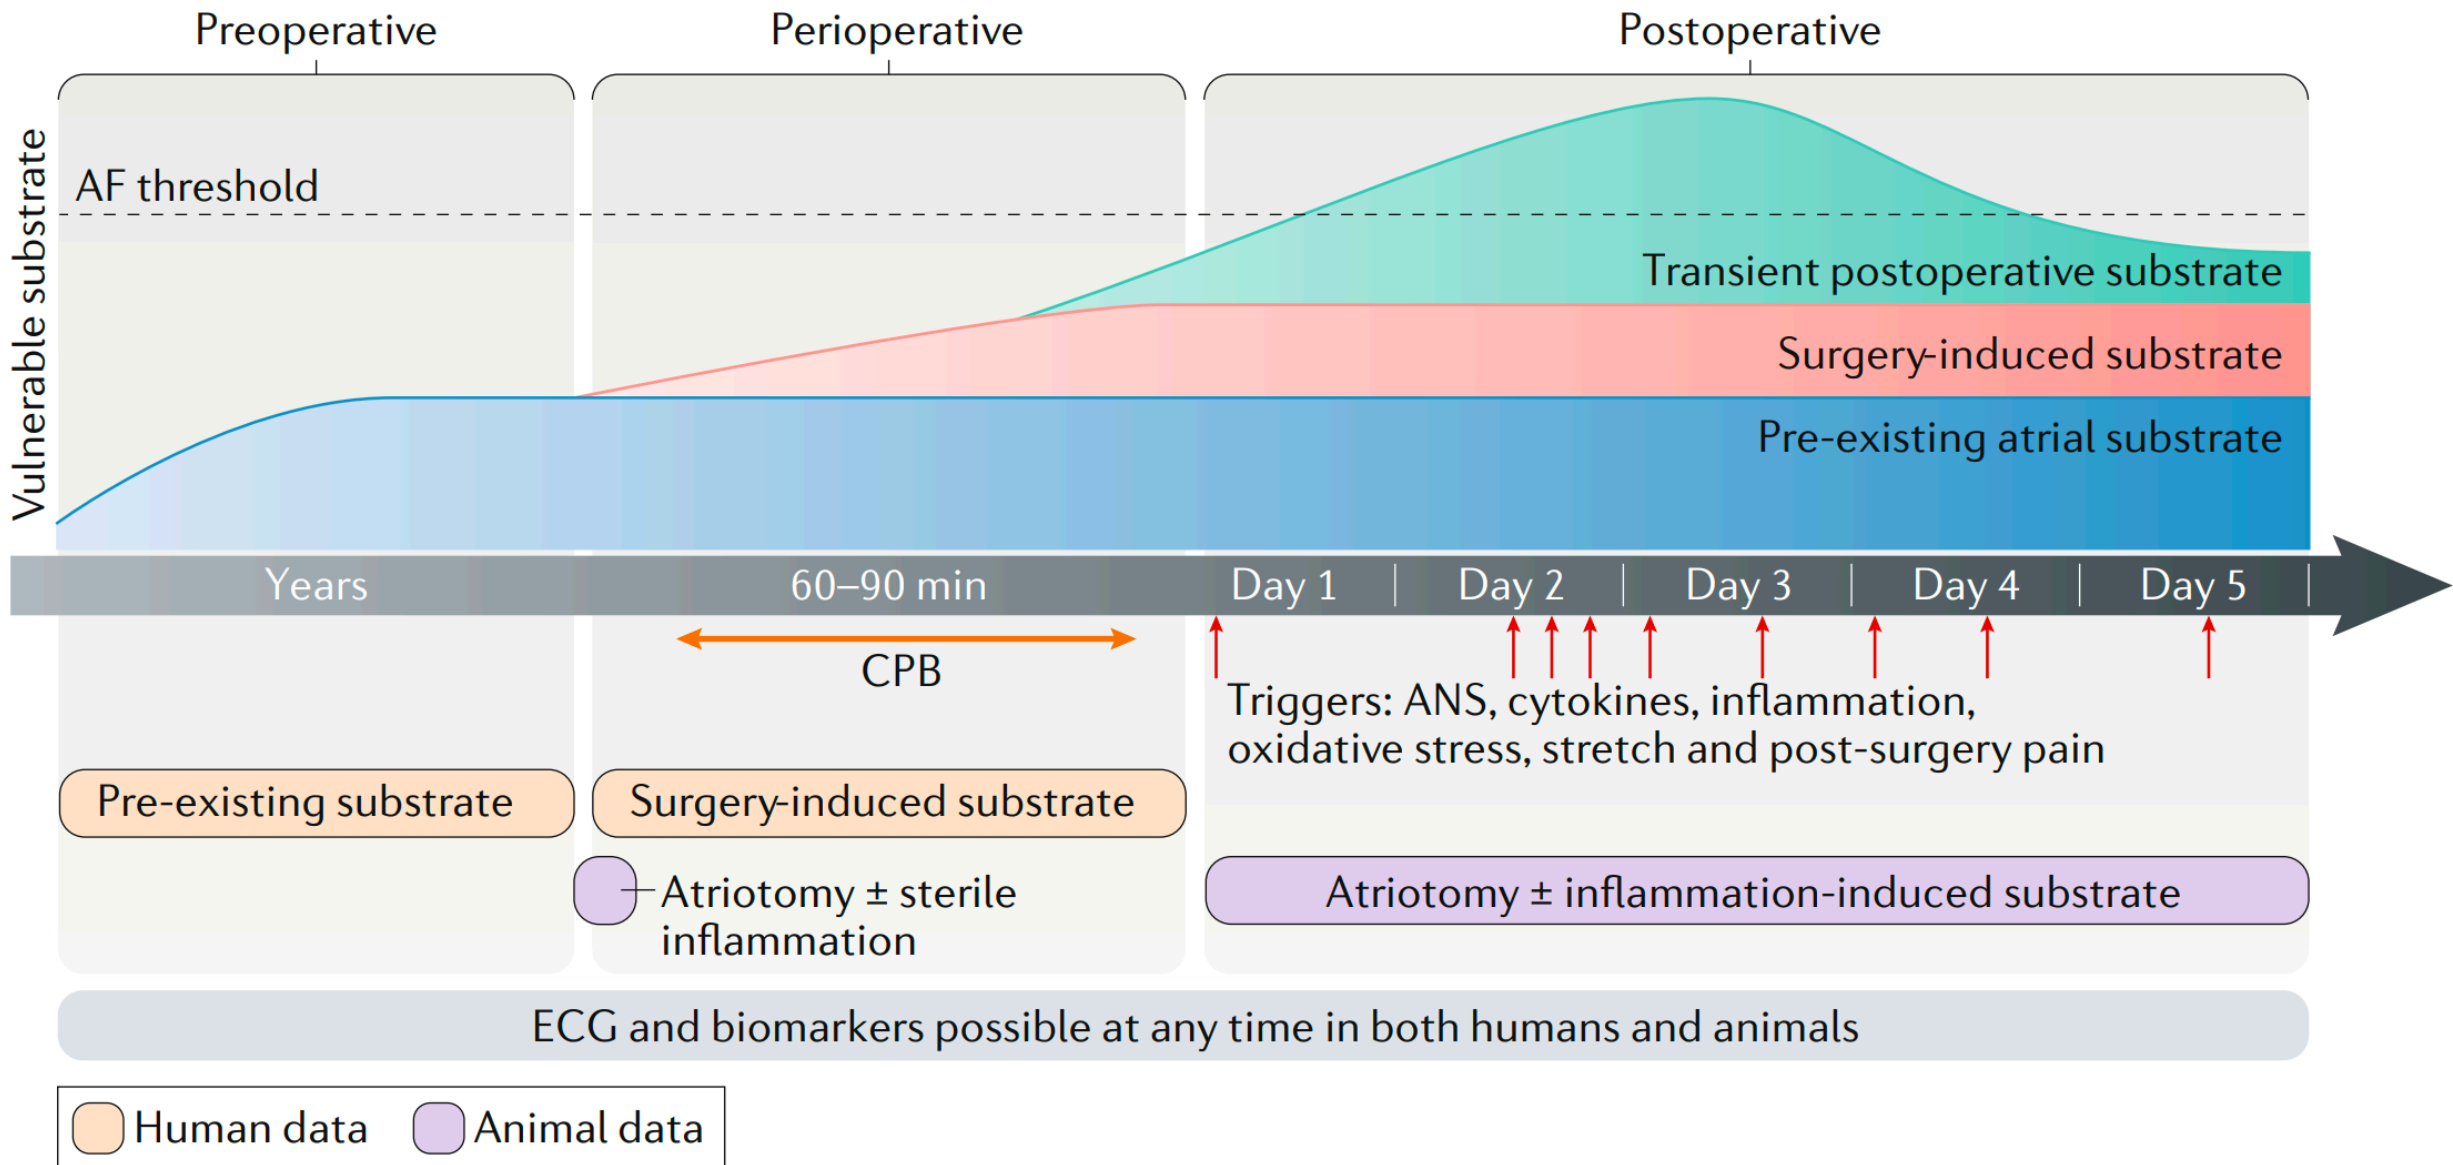 Preoperative
Perioperative
Postoperative
Vulnerable substrate
AF threshold
Transient postoperative substrate
Surgery-induced substrate
Pre-existing atrial substrate
Years
60–90 min
Day 1
Day 2
Day 3
Day 4
Day 5
CPB
Triggers: ANS, cytokines, inflammation,
oxidative stress, stretch and post-surgery pain
Pre-existing substrate
Surgery-induced substrate
Atriotomy ± sterile
inflammation
Atriotomy ± inflammation-induced substrate
ECG and biomarkers possible at any time in both humans and animals
Human data
Animal data